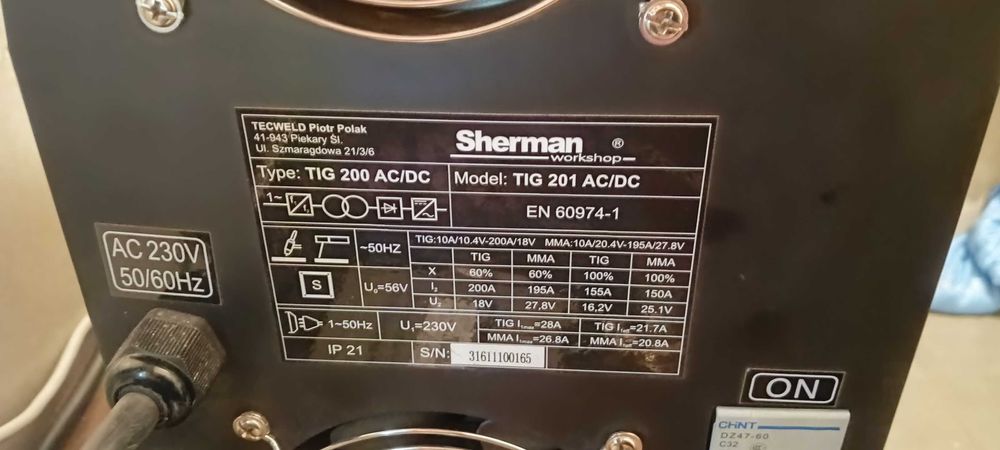 TECWELD Piotr Polak
41-943 Piekary Śl.
Ul. Szmaragdowa 21/3/6
Sherman ®
workshop
Type: TIG 200 AC/DC
Model: TIG 201 AC/DC
1~
EN 60974-1
~50HZ
TIG:10A/10.4V-200A/18V MMA:10A/20.4V-195A/27.8V
TIG MMA TIG MMA
X 60% 60% 100% 100%
S
U₀=56V
I₂ 200A 195A 155A 150A
U₂ 18V 27,8V 16,2V 25.1V
1~50Hz
U₁=230V
TIG I₁max=28A TIG I₁eff=21.7A
MMA I₁max=26.8A MMA I =20.8A
IP 21
S/N: 31611100165
AC 230V
50/60Hz
ON
CHNT
DZ47-60
C32